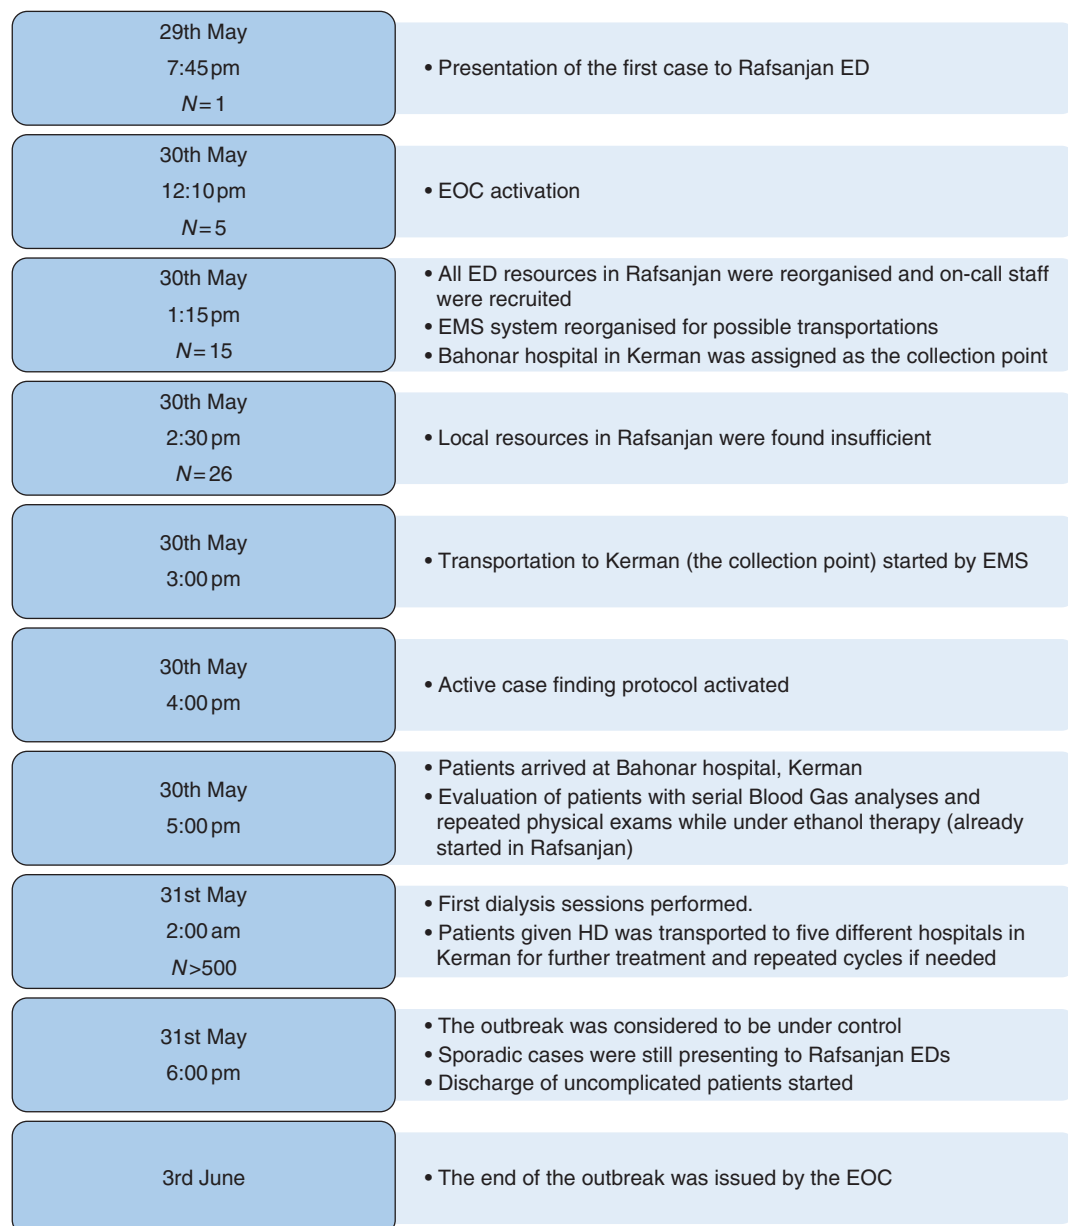 29th May
7:45 pm
N = 1
• Presentation of the first case to Rafsanjan ED
30th May
12:10 pm
N = 5
• EOC activation
30th May
1:15 pm
N = 15
• All ED resources in Rafsanjan were reorganised and on-call staff
were recruited
• EMS system reorganised for possible transportations
• Bahonar hospital in Kerman was assigned as the collection point
30th May
2:30 pm
N = 26
• Local resources in Rafsanjan were found insufficient
30th May
3:00 pm
• Transportation to Kerman (the collection point) started by EMS
30th May
4:00 pm
• Active case finding protocol activated
30th May
5:00 pm
• Patients arrived at Bahonar hospital, Kerman
• Evaluation of patients with serial Blood Gas analyses and
repeated physical exams while under ethanol therapy (already
started in Rafsanjan)
31st May
2:00 am
N >500
• First dialysis sessions performed.
• Patients given HD was transported to five different hospitals in
Kerman for further treatment and repeated cycles if needed
31st May
6:00 pm
• The outbreak was considered to be under control
• Sporadic cases were still presenting to Rafsanjan EDs
• Discharge of uncomplicated patients started
3rd June
• The end of the outbreak was issued by the EOC